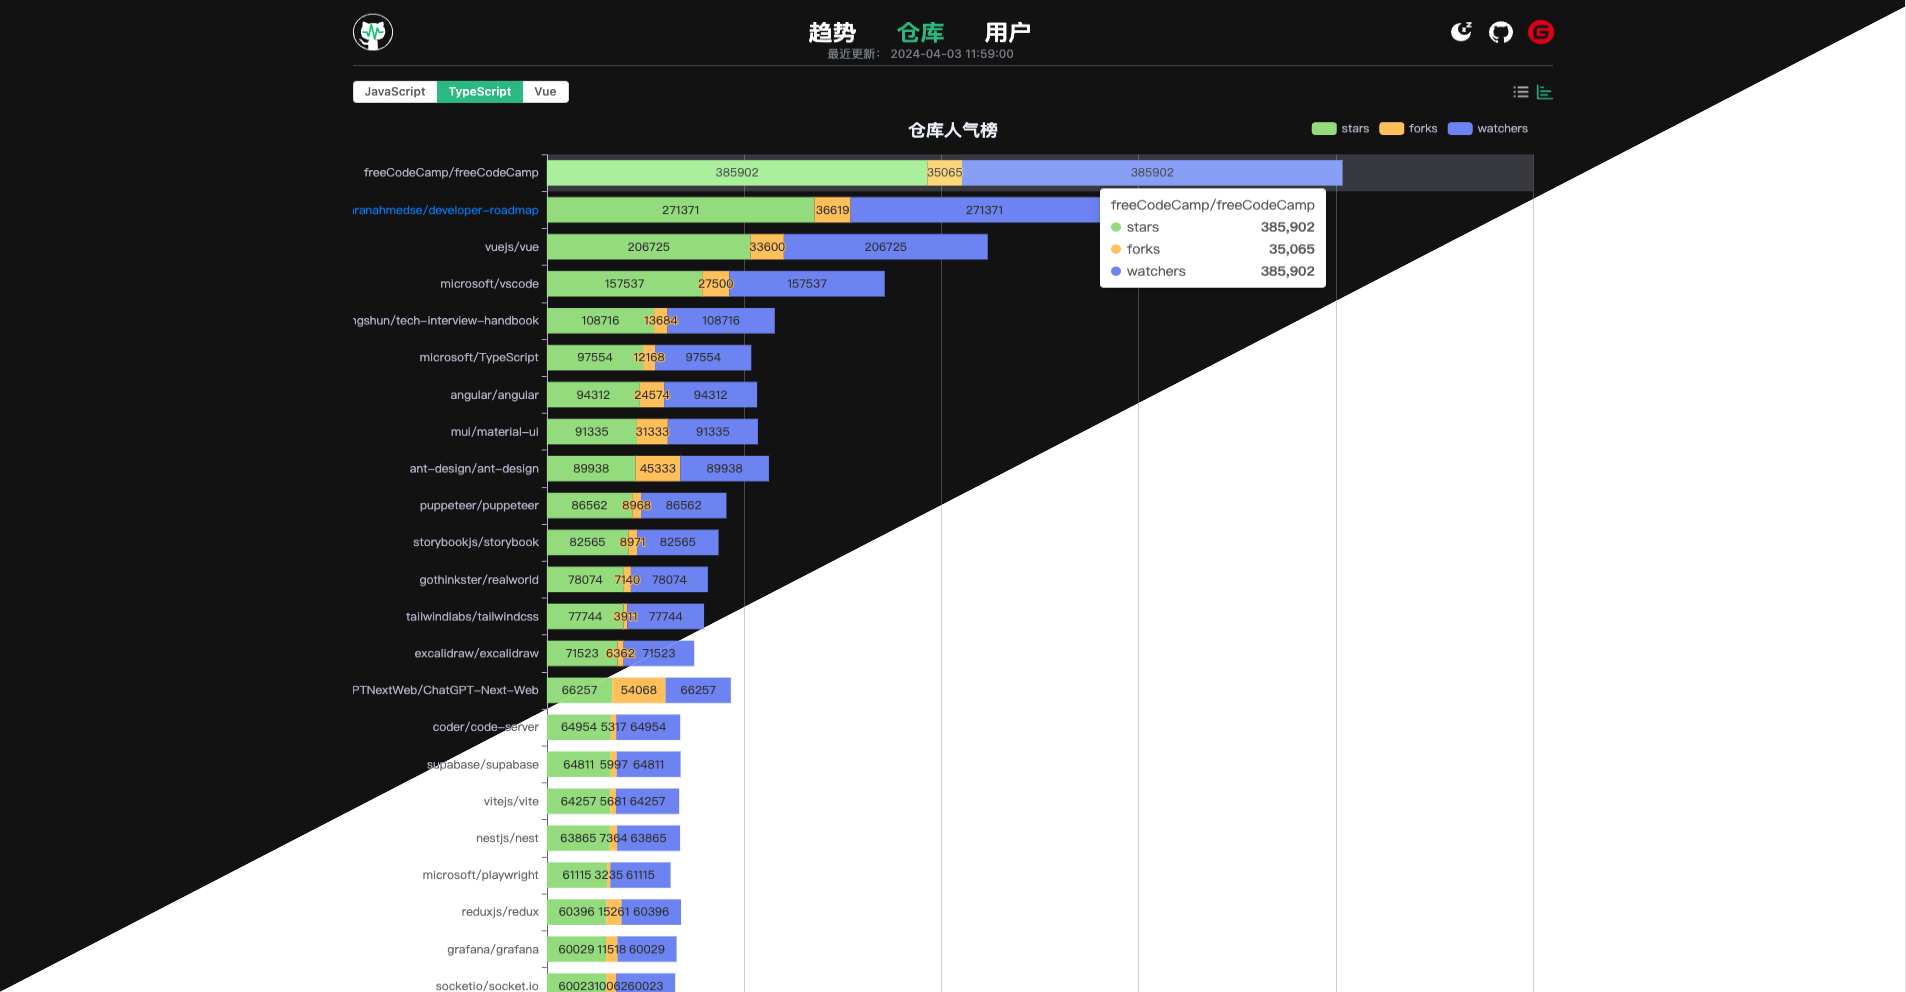 趋势 仓库 用户
最近更新： 2024-04-03 11:59:00
JavaScript TypeScript Vue
仓库人气榜
stars forks watchers
freeCodeCamp/freeCodeCamp 385902 35065 385902
ranahmedse/developer-roadmap 271371 36619 271371
freeCodeCamp/freeCodeCamp
stars 385,902
forks 35,065
watchers 385,902
vuejs/vue 206725 33600 206725
microsoft/vscode 157537 27500 157537
ngshun/tech-interview-handbook 108716 13684 108716
microsoft/TypeScript 97554 12168 97554
angular/angular 94312 24574 94312
mui/material-ui 91335 31333 91335
ant-design/ant-design 89938 45333 89938
puppeteer/puppeteer 86562 8968 86562
storybookjs/storybook 82565 8971 82565
gothinkster/realworld 78074 7140 78074
tailwindlabs/tailwindcss 77744 3911 77744
excalidraw/excalidraw 71523 6362 71523
PTNextWeb/ChatGPT-Next-Web 66257 54068 66257
coder/code-server 64954 5317 64954
supabase/supabase 64811 5997 64811
vitejs/vite 64257 5681 64257
nestjs/nest 63865 7364 63865
microsoft/playwright 61115 3235 61115
reduxjs/redux 60396 15261 60396
grafana/grafana 60029 11518 60029
socketio/socket.io 60023 10062 60023